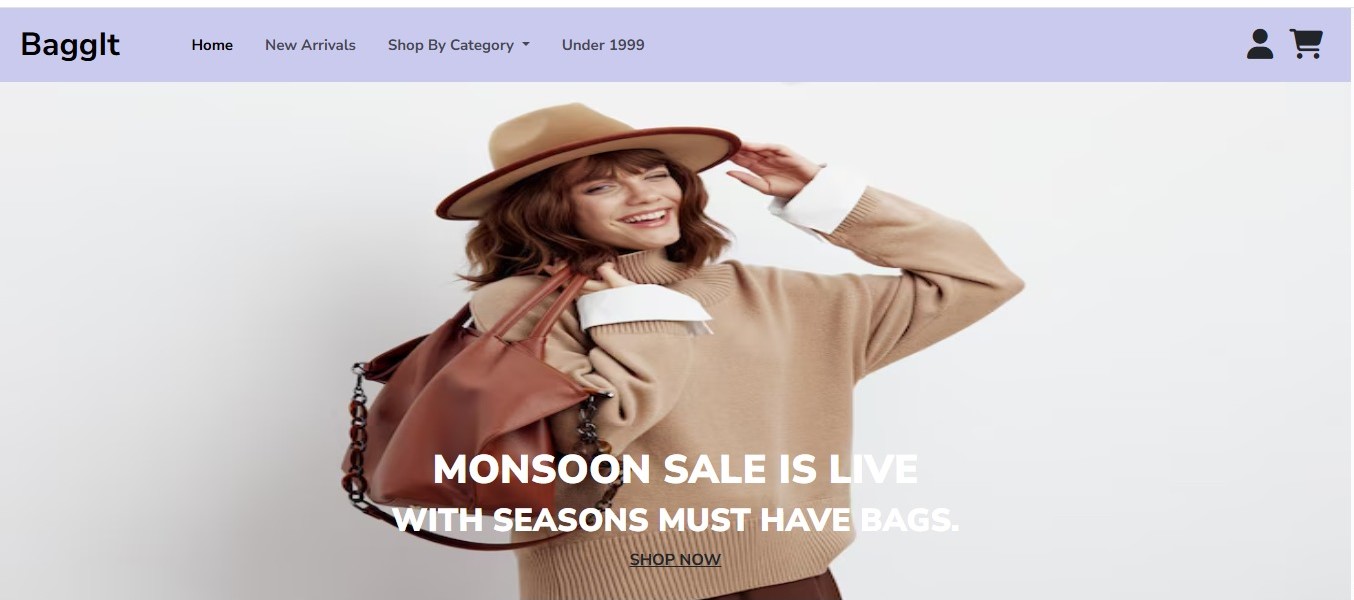 BaggIt
Home New Arrivals Shop By Category Under 1999
MONSOON SALE IS LIVE
WITH SEASONS MUST HAVE BAGS.
SHOP NOW